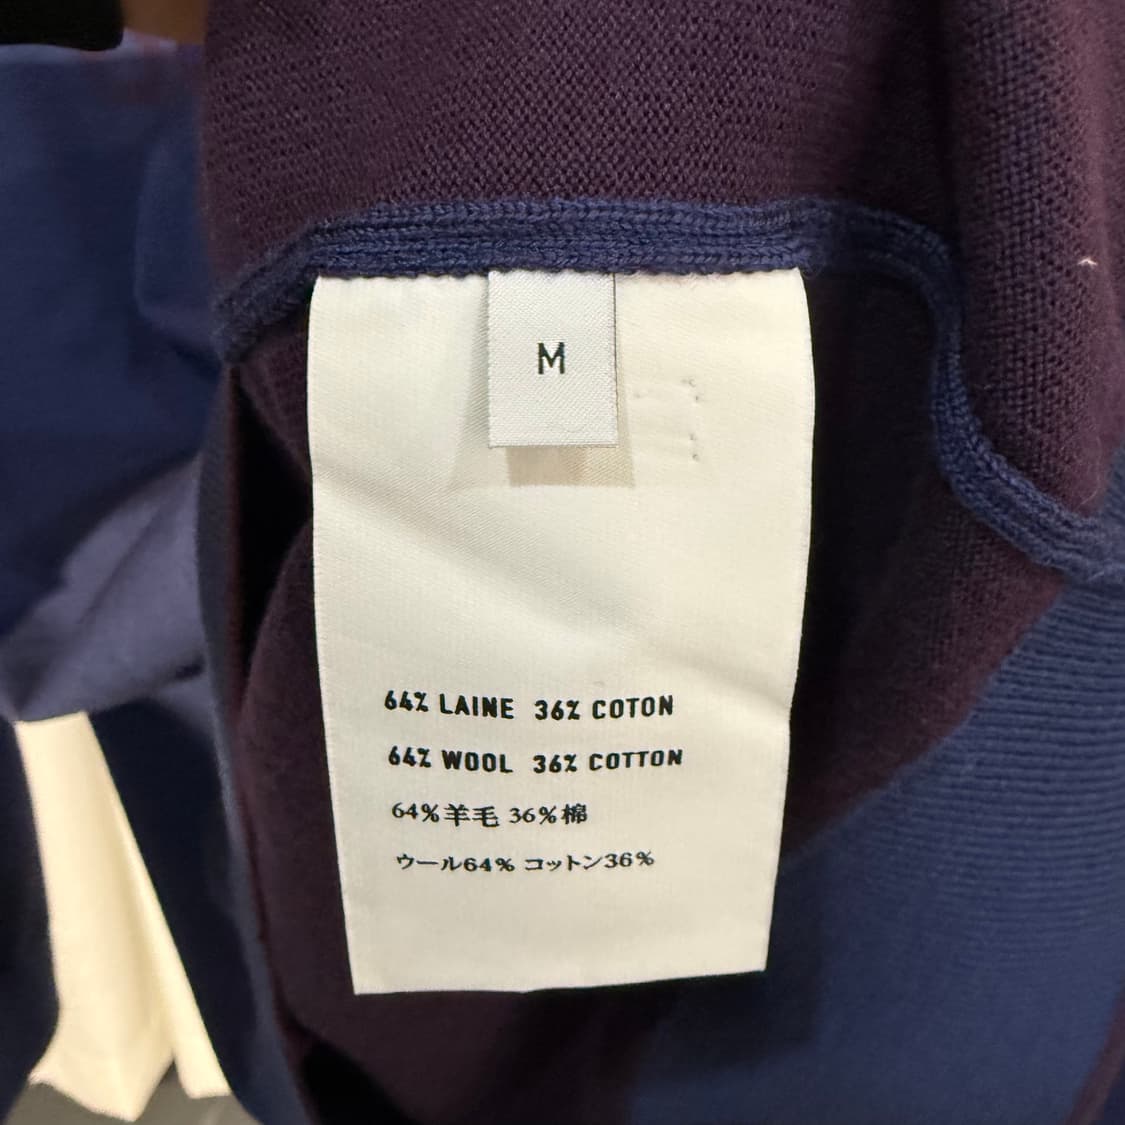 M
64% LAINE 36% COTON
64% WOOL 36% COTTON
64%羊毛 36%棉
ウール64% コットン36%